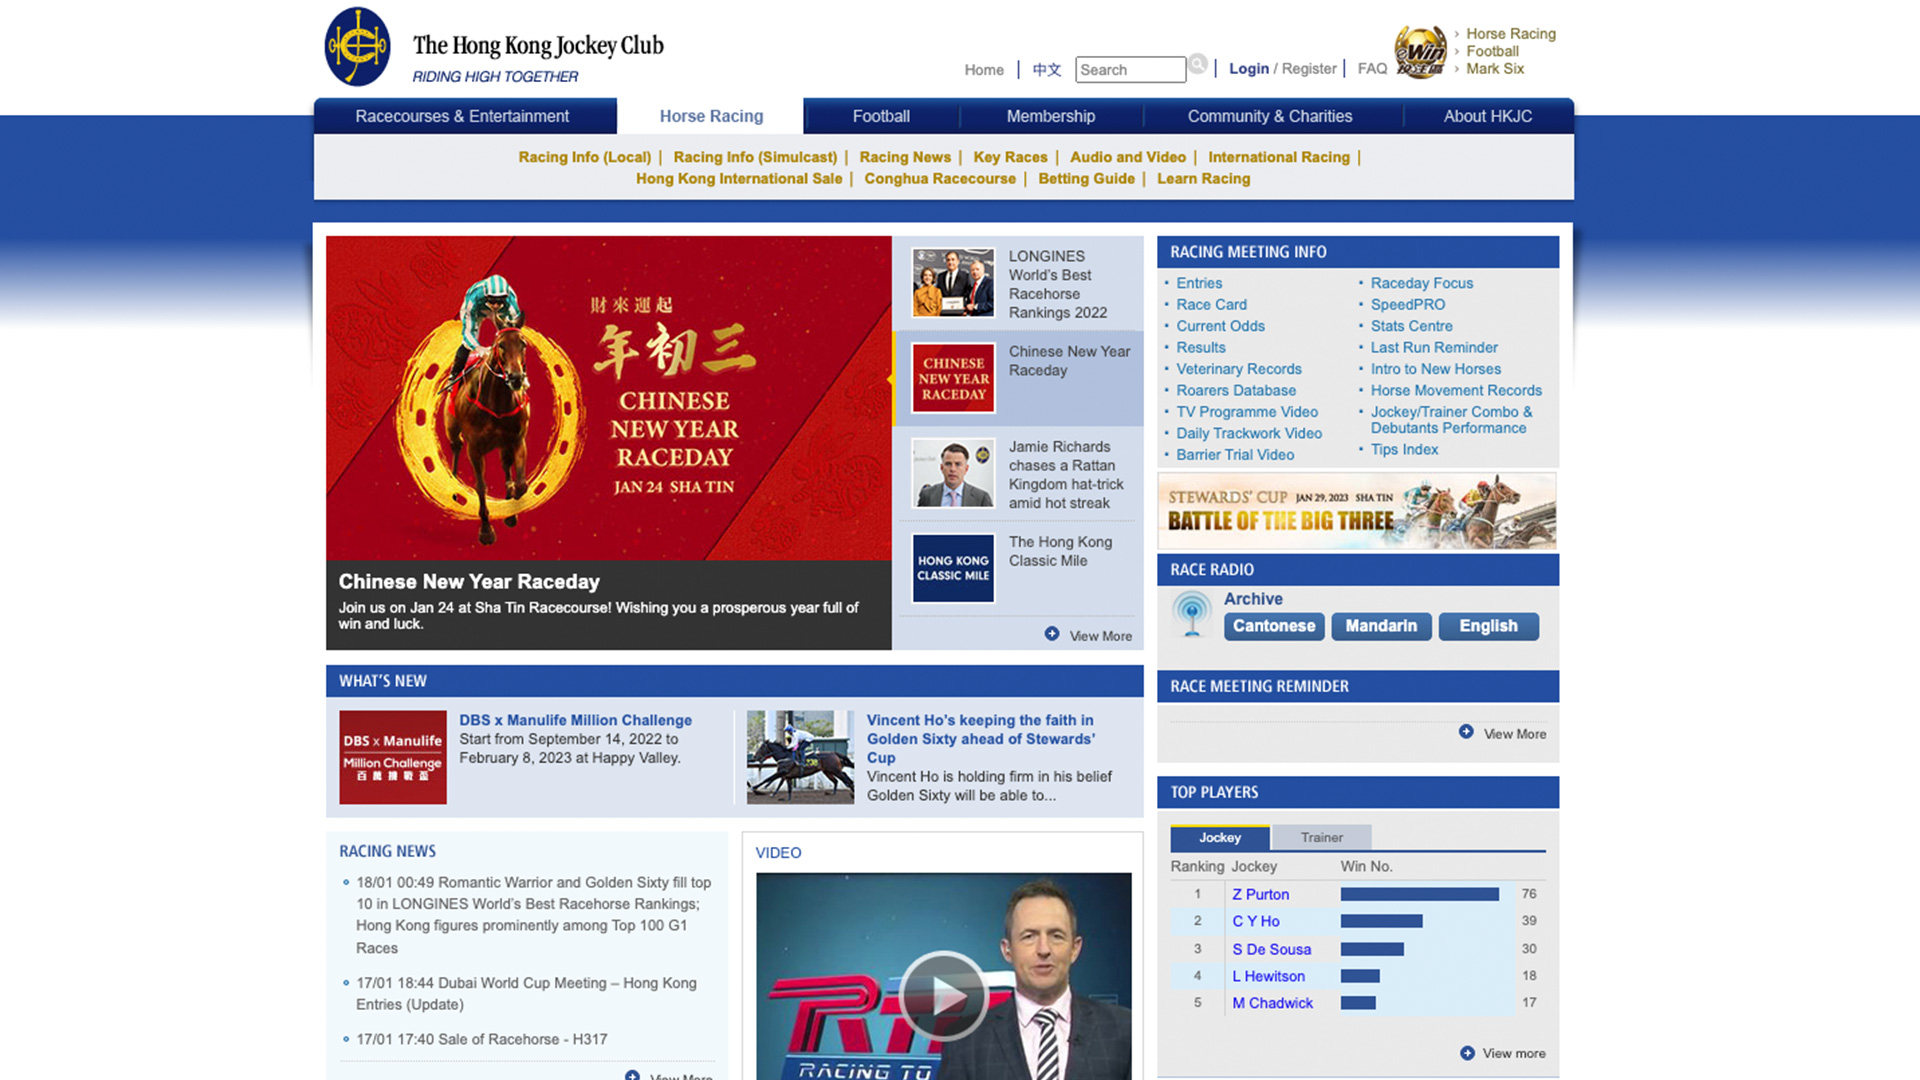 The Hong Kong Jockey Club
RIDING HIGH TOGETHER
Home | 中文 Search | Login / Register | FAQ
eWin
投注區
› Horse Racing
› Football
› Mark Six
Racecourses & Entertainment
Horse Racing
Football
Membership
Community & Charities
About HKJC
Racing Info (Local) | Racing Info (Simulcast) | Racing News | Key Races | Audio and Video | International Racing |
Hong Kong International Sale | Conghua Racecourse | Betting Guide | Learn Racing
財來運起
年初三
CHINESE
NEW YEAR
RACEDAY
JAN 24 SHA TIN
Chinese New Year Raceday
Join us on Jan 24 at Sha Tin Racecourse! Wishing you a prosperous year full of
win and luck.
LONGINES
World's Best
Racehorse
Rankings 2022
CHINESE
NEW YEAR
RACEDAY
Chinese New Year
Raceday
Jamie Richards
chases a Rattan
Kingdom hat-trick
amid hot streak
HONG KONG
CLASSIC MILE
The Hong Kong
Classic Mile
View More
RACING MEETING INFO
Entries
Race Card
Current Odds
Results
Veterinary Records
Roarers Database
TV Programme Video
Daily Trackwork Video
Barrier Trial Video
Raceday Focus
SpeedPRO
Stats Centre
Last Run Reminder
Intro to New Horses
Horse Movement Records
Jockey/Trainer Combo &
Debutants Performance
Tips Index
STEWARDS' CUP JAN 29, 2023 SHA TIN
BATTLE OF THE BIG THREE
RACE RADIO
Archive
Cantonese Mandarin English
RACE MEETING REMINDER
View More
WHAT'S NEW
DBS x Manulife
Million Challenge
百萬挑戰盃
DBS x Manulife Million Challenge
Start from September 14, 2022 to
February 8, 2023 at Happy Valley.
Vincent Ho's keeping the faith in
Golden Sixty ahead of Stewards'
Cup
Vincent Ho is holding firm in his belief
Golden Sixty will be able to...
TOP PLAYERS
Jockey Trainer
Ranking Jockey Win No.
1 Z Purton 76
2 C Y Ho 39
3 S De Sousa 30
4 L Hewitson 18
5 M Chadwick 17
View more
RACING NEWS
18/01 00:49 Romantic Warrior and Golden Sixty fill top
10 in LONGINES World's Best Racehorse Rankings;
Hong Kong figures prominently among Top 100 G1
Races
17/01 18:44 Dubai World Cup Meeting – Hong Kong
Entries (Update)
17/01 17:40 Sale of Racehorse - H317
View More
VIDEO
RACING TO